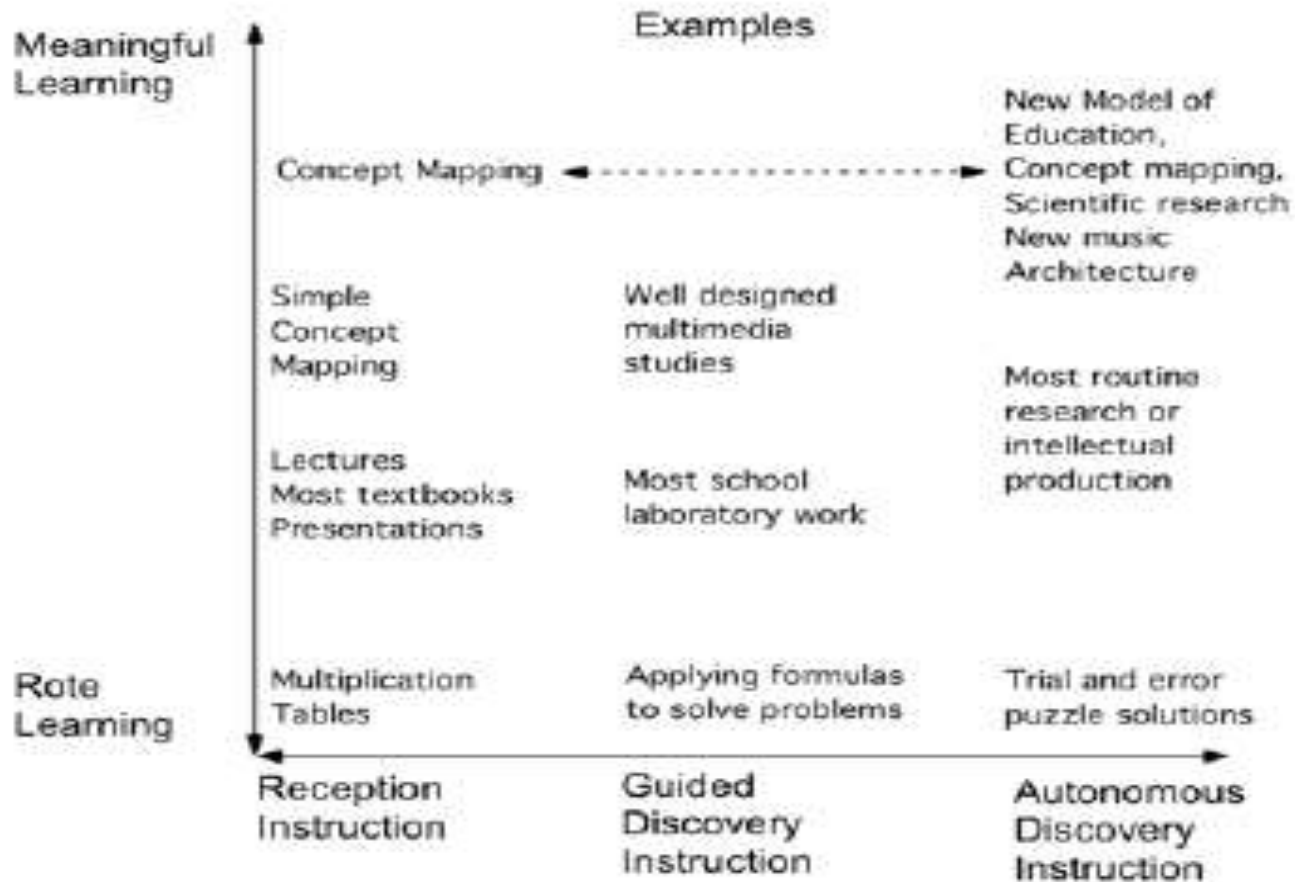 Examples
Meaningful
Learning
Concept Mapping
New Model of
Education,
Concept mapping,
Scientific research
New music
Architecture
Simple
Concept
Mapping
Well designed
multimedia
studies
Most routine
research or
intellectual
production
Lectures
Most textbooks
Presentations
Most school
laboratory work
Rote
Learning
Multiplication
Tables
Applying formulas
to solve problems
Trial and error
puzzle solutions
Reception
Instruction
Guided
Discovery
Instruction
Autonomous
Discovery
Instruction